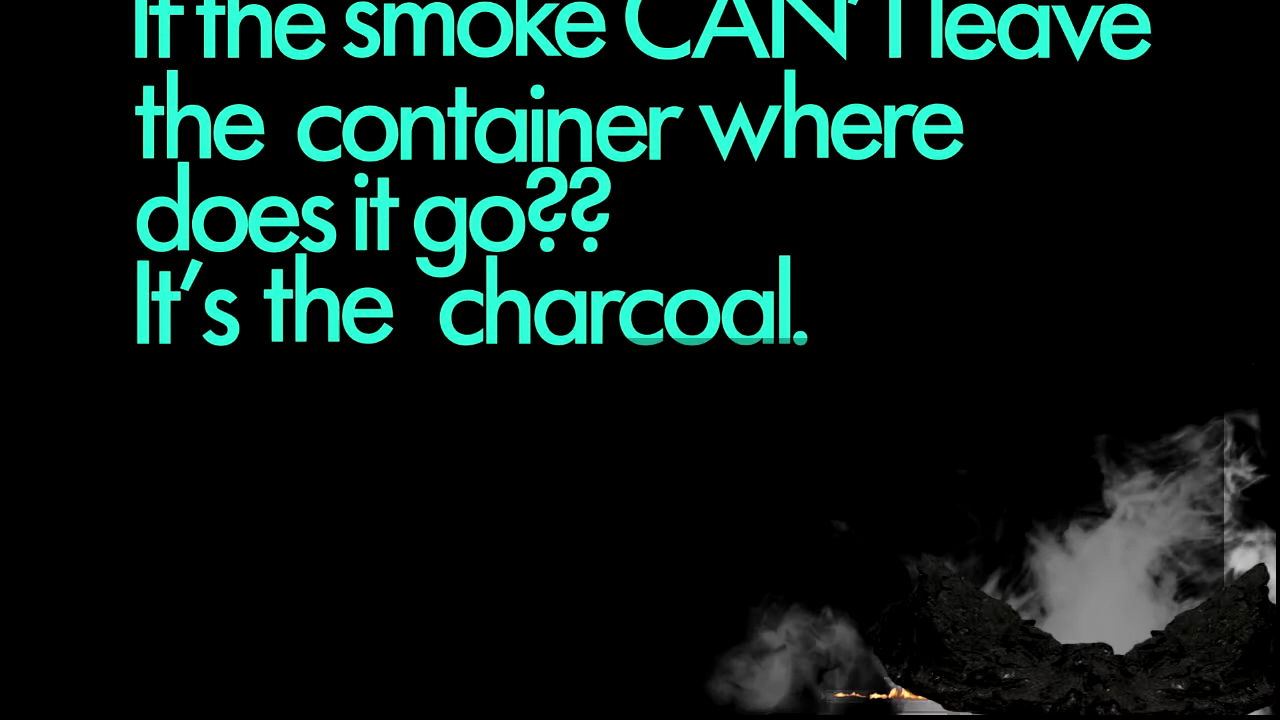 If the smoke CAN'T leave
the container where
does it go??
It's the charcoal.